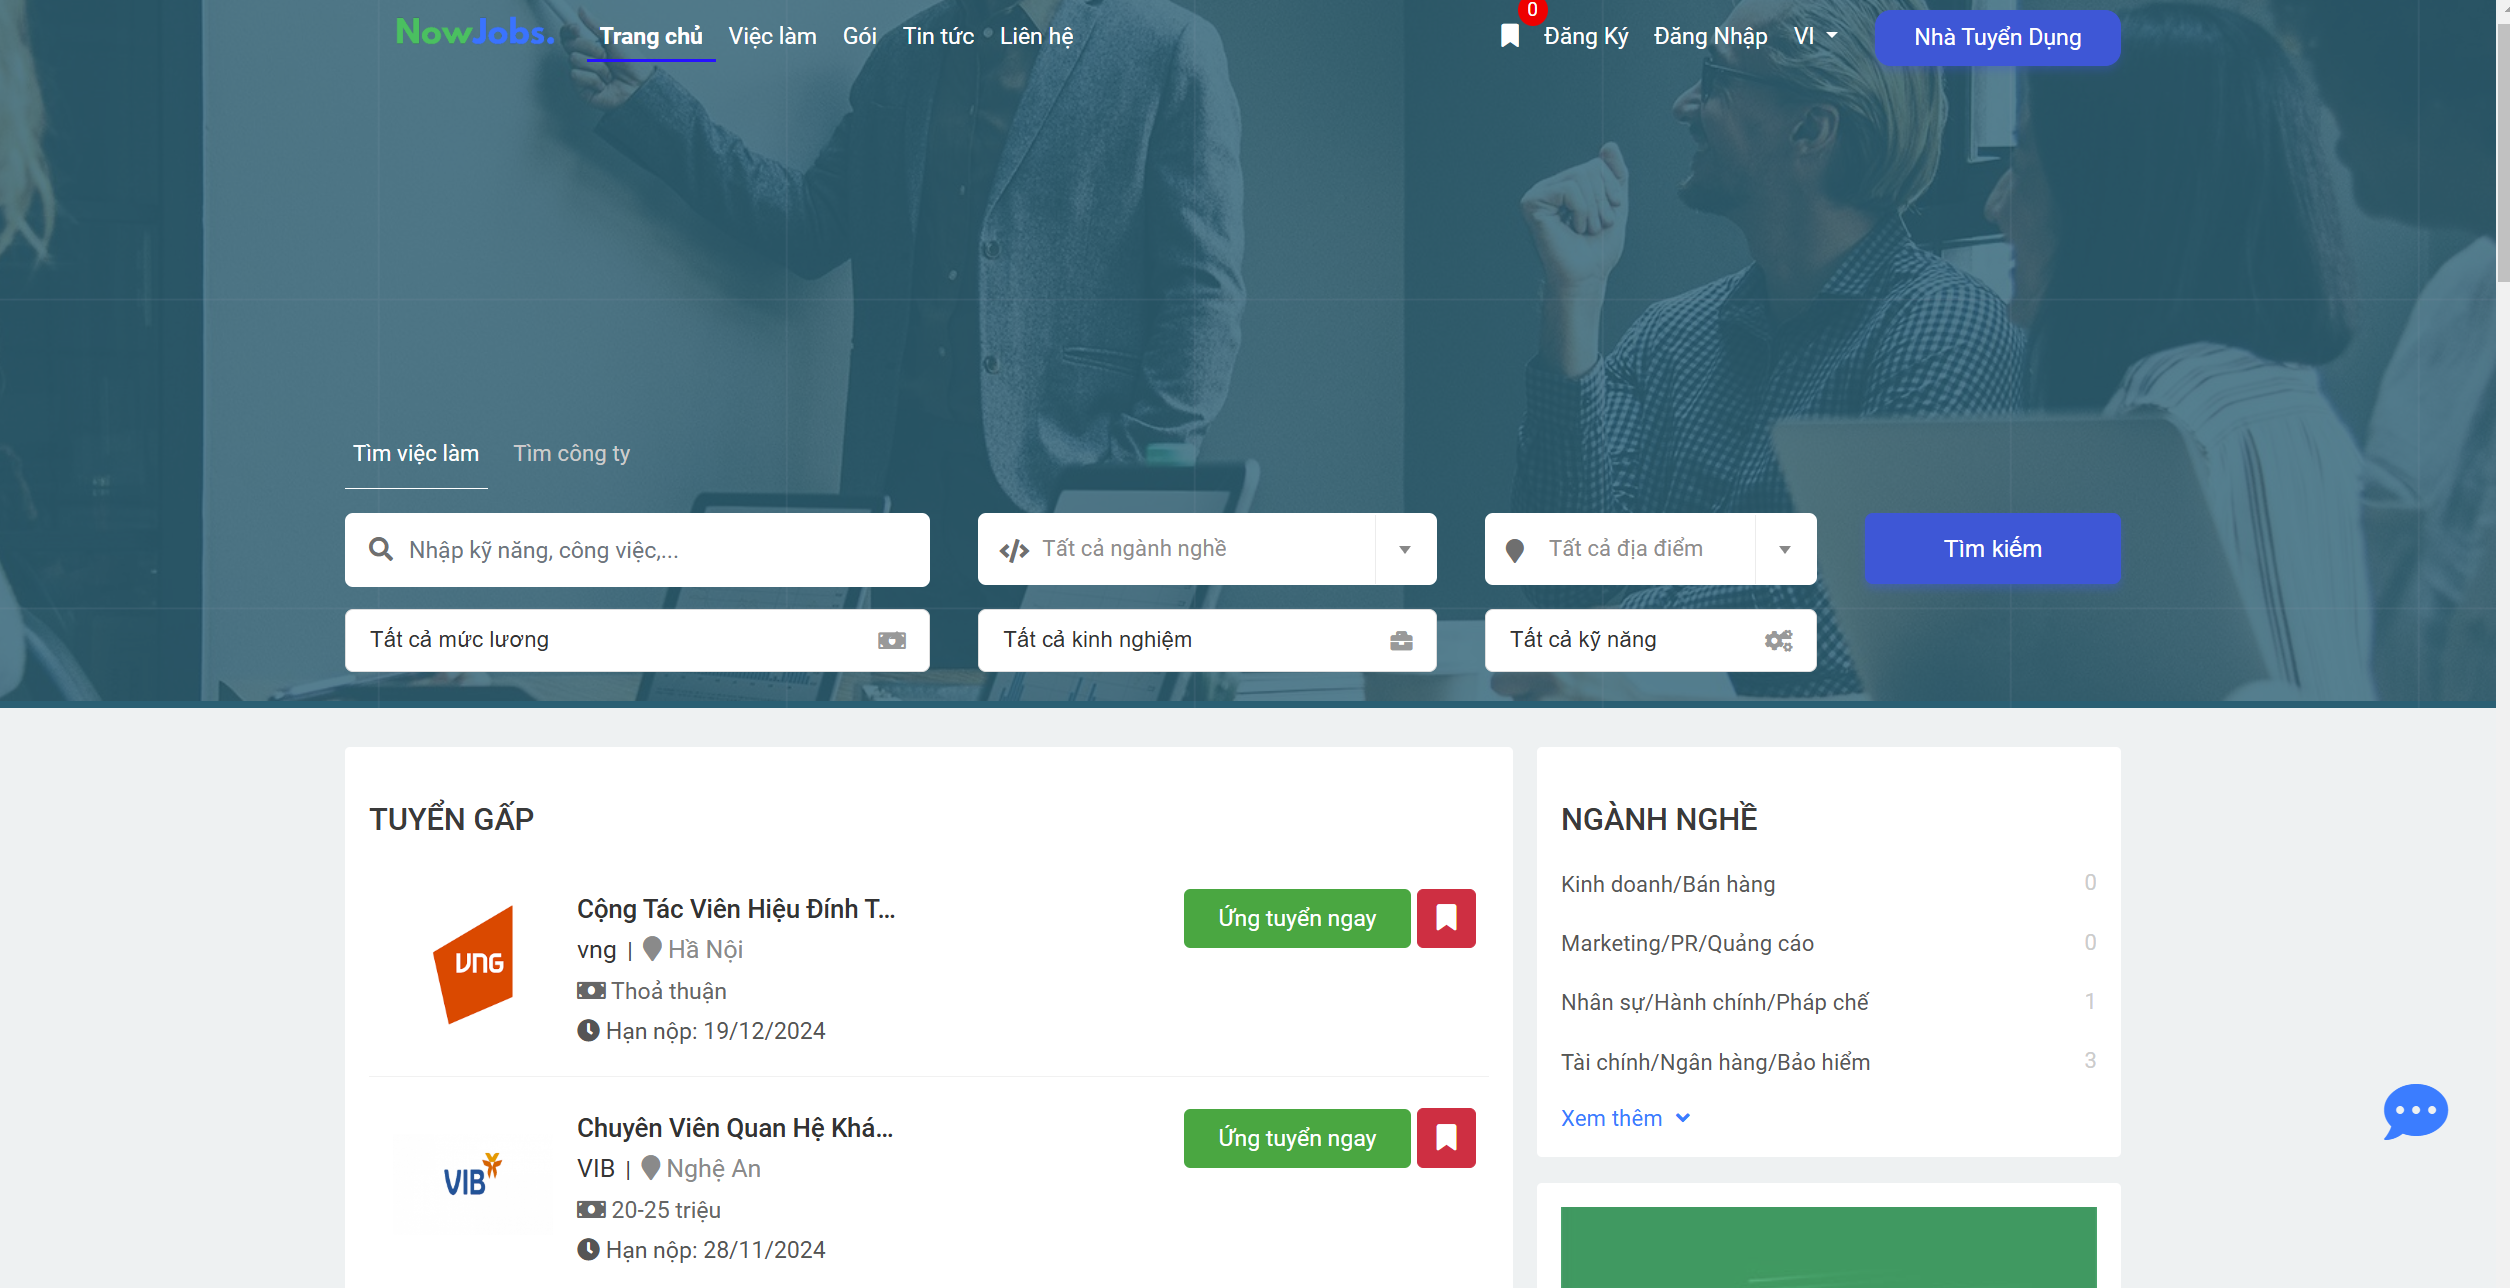 NowJobs.
Trang chủ
Việc làm
Gói
Tin tức
Liên hệ
0
Đăng Ký
Đăng Nhập
VI
Nhà Tuyển Dụng
Tìm việc làm
Tìm công ty
Nhập kỹ năng, công việc,...
Tất cả ngành nghề
Tất cả địa điểm
Tìm kiếm
Tất cả mức lương
Tất cả kinh nghiệm
Tất cả kỹ năng
TUYỂN GẤP
VNG
Cộng Tác Viên Hiệu Đính T...
vng | Hà Nội
Thoả thuận
Hạn nộp: 19/12/2024
Ứng tuyển ngay
VIB
Chuyên Viên Quan Hệ Khá...
VIB | Nghệ An
20-25 triệu
Hạn nộp: 28/11/2024
Ứng tuyển ngay
NGÀNH NGHỀ
Kinh doanh/Bán hàng 0
Marketing/PR/Quảng cáo 0
Nhân sự/Hành chính/Pháp chế 1
Tài chính/Ngân hàng/Bảo hiểm 3
Xem thêm